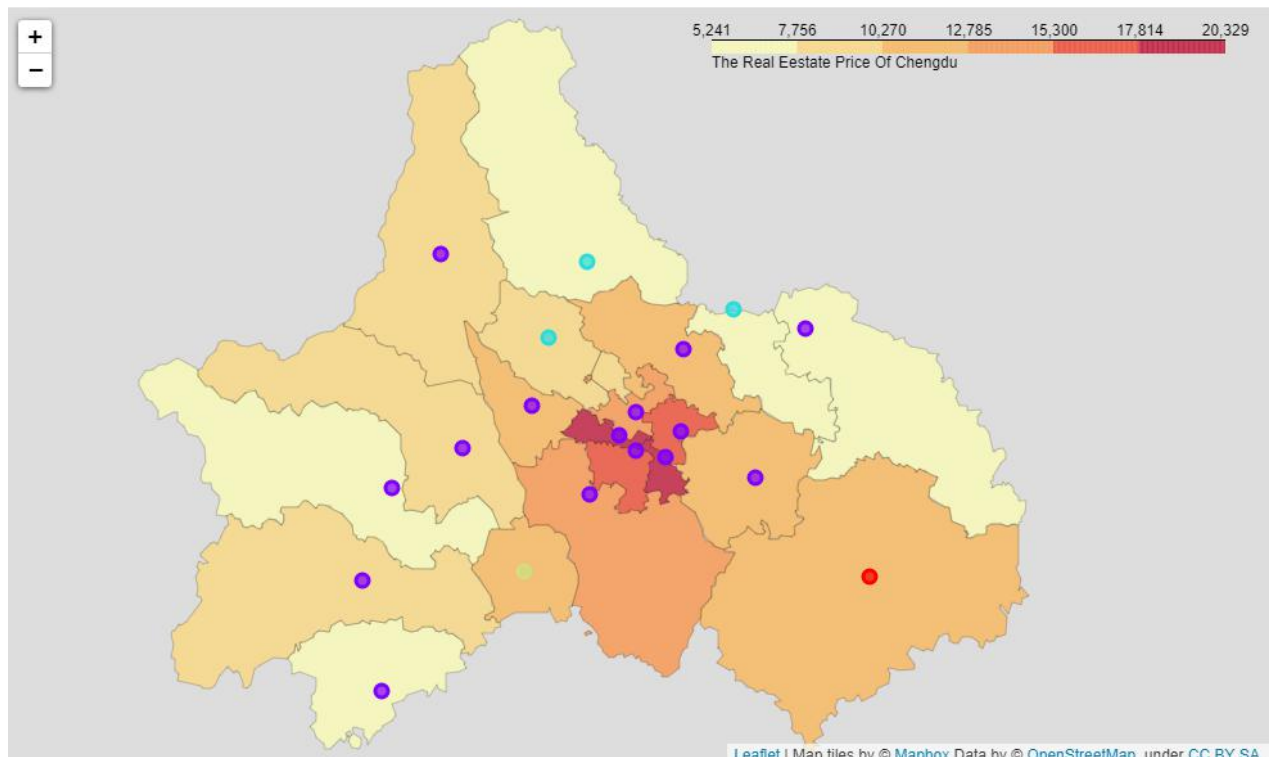 +
−
5,241 7,756 10,270 12,785 15,300 17,814 20,329
The Real Eestate Price Of Chengdu
Leaflet | Map tiles by © Mapbox Data by © OpenStreetMap, under CC BY SA.